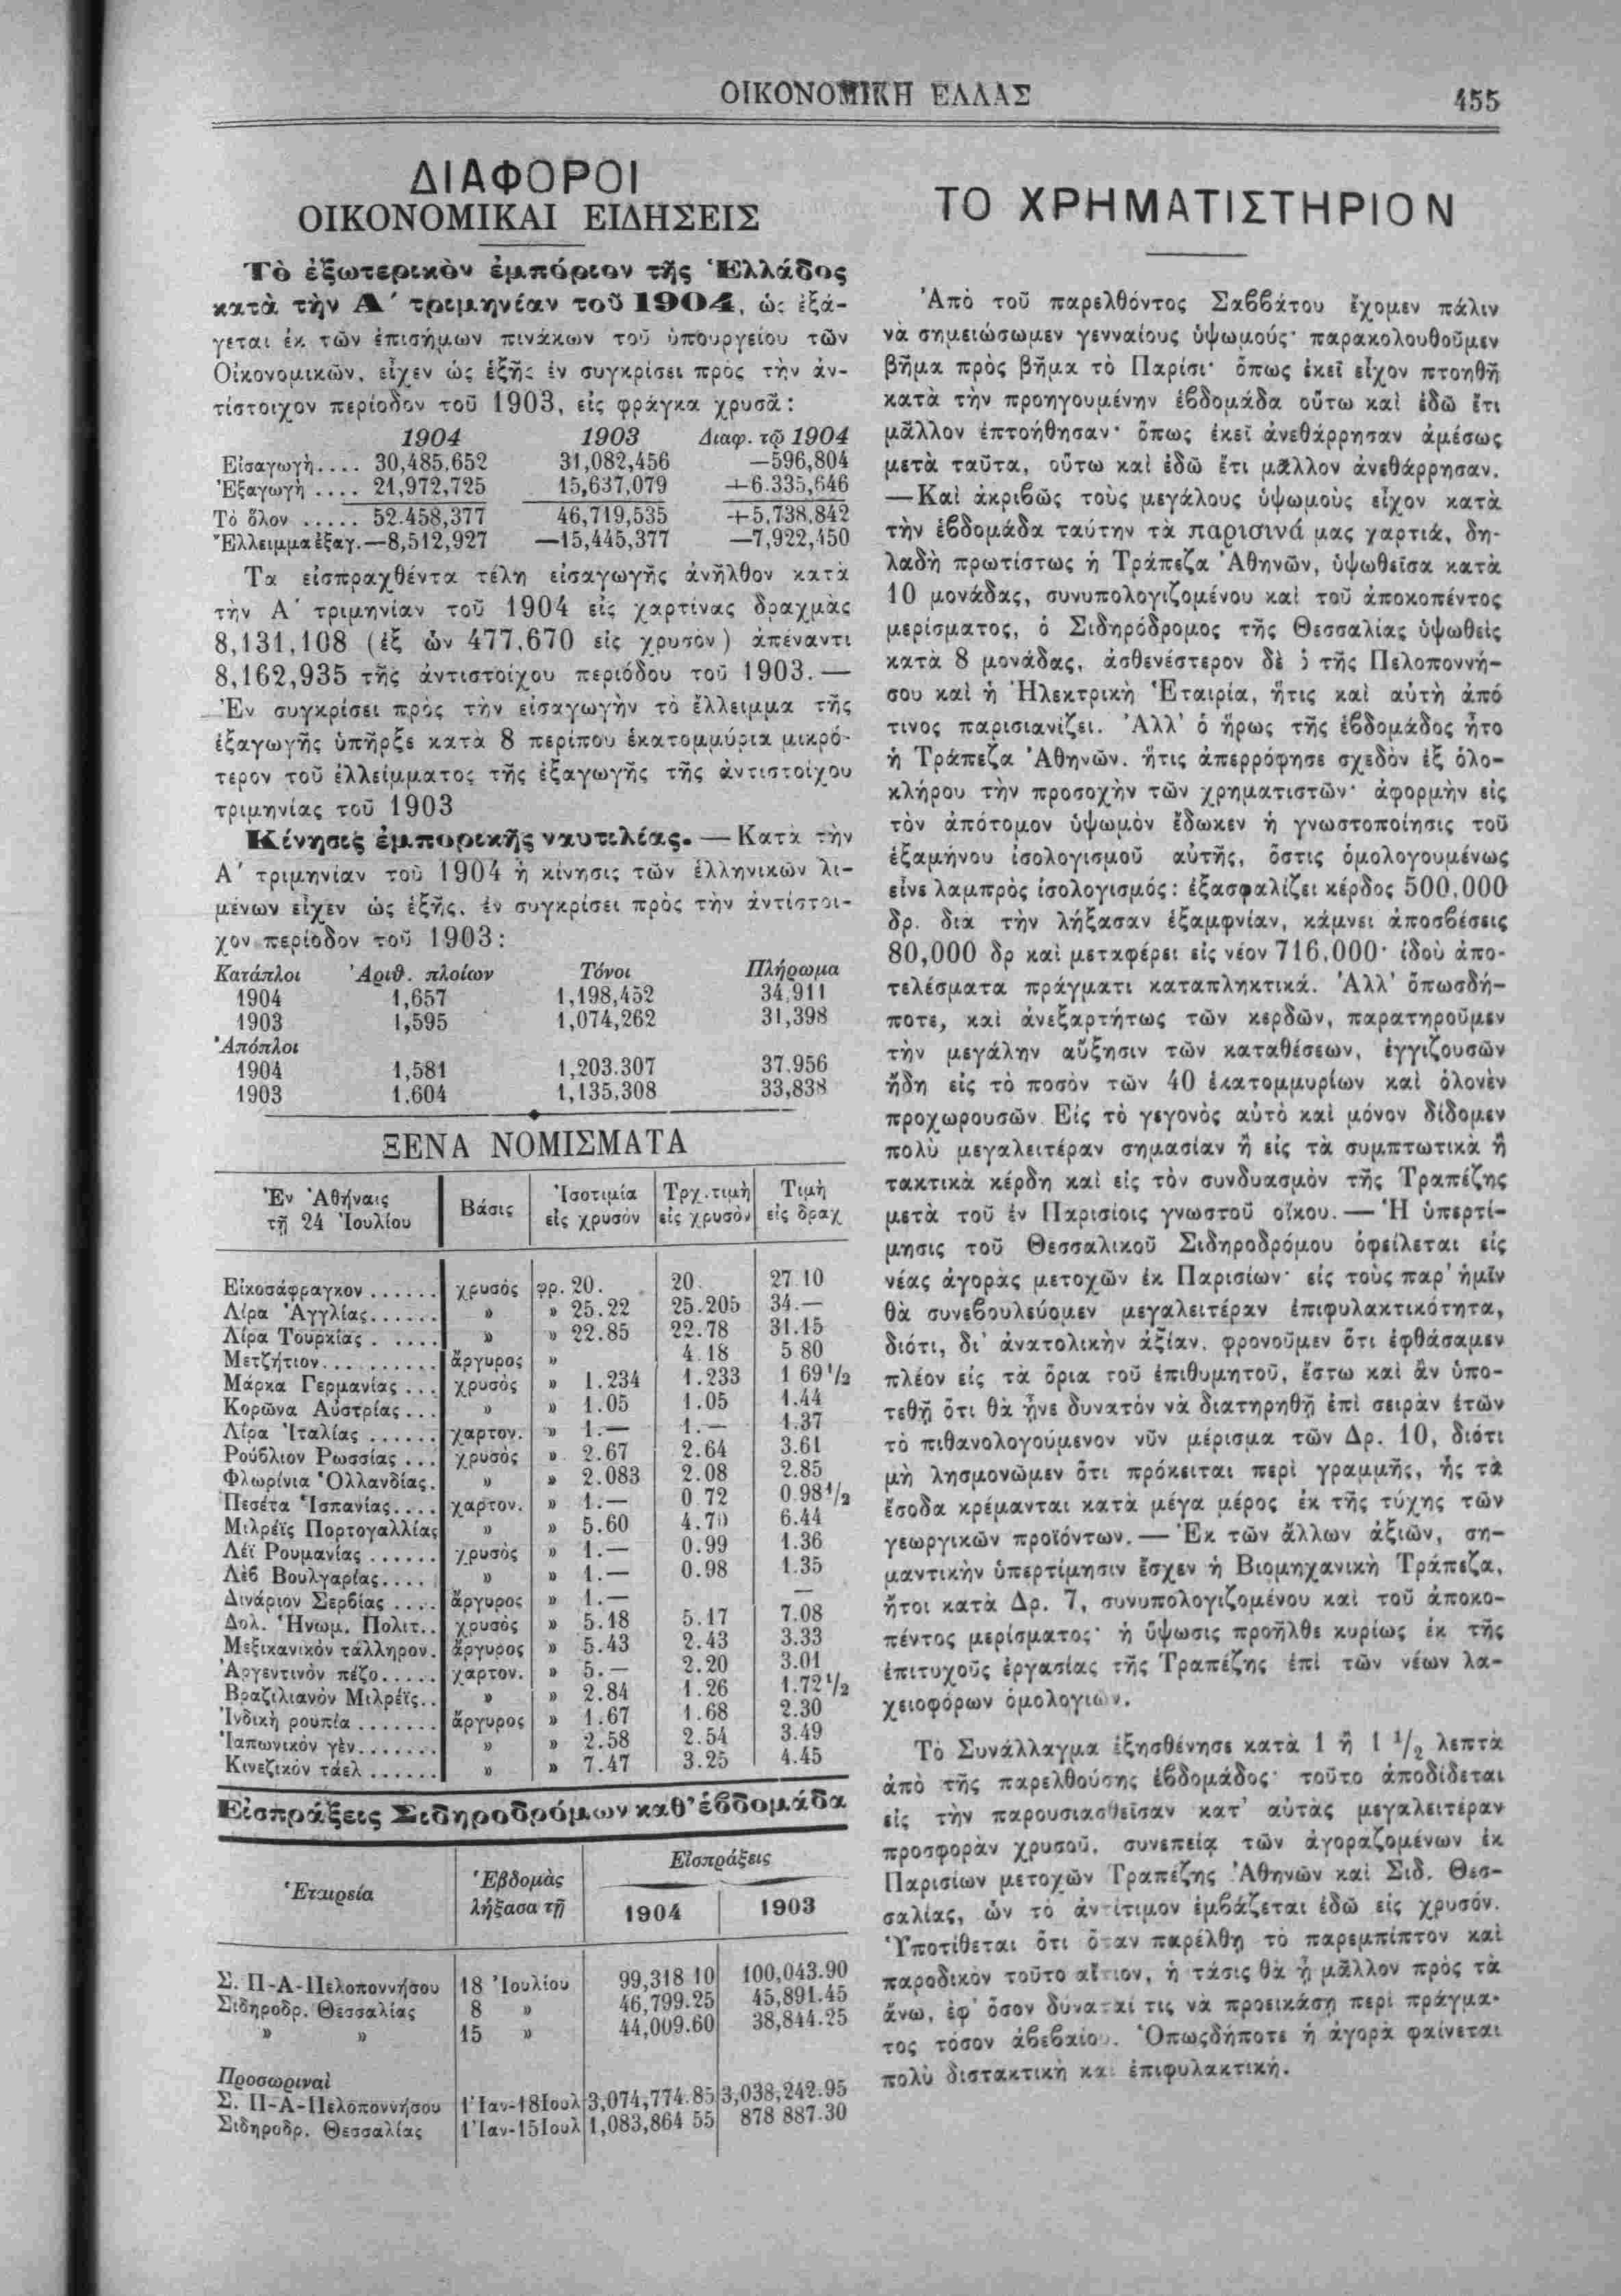 ΟΙΚΟΝΟΜΙΚΗ ΕΛΛΑΣ 455
ΔΙΑΦΟΡΟΙ
ΟΙΚΟΝΟΜΙΚΑΙ ΕΙΔΗΣΕΙΣ
Τὸ ἐξωτερικὸν ἐμπόριον τῆς Ἑλλάδος
κατὰ τὴν Α΄ τριμηνίαν τοῦ 1904, ὡς ἐξά-
γεται ἐκ τῶν ἐπισήμων πινάκων τοῦ ὑπουργείου τῶν
Οἰκονομικῶν, εἶχεν ὡς ἑξῆς ἐν συγκρίσει πρὸς τὴν ἀν-
τίστοιχον περίοδον τοῦ 1903, εἰς φράγκα χρυσᾶ:
1904 1903 Διαφ. τῷ 1904
Εἰσαγωγὴ.... 30,485,652 31,082,456 —596,804
Ἐξαγωγὴ .... 21,972,725 15,637,079 +6.335,646
Τὸ ὅλον ..... 52.458,377 46,719,535 +5,738,842
Ἔλλειμμα ἐξαγ.—8,512,927 —15,445,377 —7,922,450
Τα εἰσπραχθέντα τέλη εἰσαγωγῆς ἀνῆλθον κατὰ
τὴν Α΄ τριμηνίαν τοῦ 1904 εἰς χαρτίνας δραχμὰς
8,131,108 (ἐξ ὧν 477,670 εἰς χρυσὸν) ἀπέναντι
8,162,935 τῆς ἀντιστοίχου περιόδου τοῦ 1903.—
Ἐν συγκρίσει πρὸς τὴν εἰσαγωγὴν τὸ ἔλλειμμα τῆς
ἐξαγωγῆς ὑπῆρξε κατὰ 8 περίπου ἑκατομμύρια μικρό-
τερον τοῦ ἐλλείμματος τῆς ἐξαγωγῆς τῆς ἀντιστοίχου
τριμηνίας τοῦ 1903
Κίνησις ἐμπορικῆς ναυτιλίας. — Κατὰ τὴν
Α΄ τριμηνίαν τοῦ 1904 ἡ κίνησις τῶν ἑλληνικῶν λι-
μένων εἶχεν ὡς ἑξῆς, ἐν συγκρίσει πρὸς τὴν ἀντίστοι-
χον περίοδον τοῦ 1903:
Κατάπλοι Ἀριθ. πλοίων Τόνοι Πλήρωμα
1904 1,657 1,198,452 34,911
1903 1,595 1,074,262 31,398
Ἀπόπλοι
1904 1,581 1,203.307 37.956
1903 1.604 1,135,308 33,838
ΞΕΝΑ ΝΟΜΙΣΜΑΤΑ
Ἐν Ἀθήναις τῇ 24 Ἰουλίου Βάσις Ἰσοτιμία εἰς χρυσόν Τρχ.τιμὴ εἰς χρυσόν Τιμὴ εἰς δραχ
Εἰκοσάφραγκον ...... χρυσός φρ. 20. 20. 27 10
Λίρα Ἀγγλίας...... » » 25.22 25.205 34.—
Λίρα Τουρκίας . ..... » » 22.85 22.78 31.15
Μετζήτιον... ........ ἄργυρος » 4.18 5 80
Μάρκα Γερμανίας ... χρυσός » 1.234 1.233 1 69 1/2
Κορῶνα Αὐστρίας... » » 1.05 1.05 1.44
Λίρα Ἰταλίας ...... χαρτον. » 1.— 1.— 1.37
Ρούβλιον Ρωσσίας ... χρυσός » 2.67 2.64 3.61
Φλωρίνια Ὁλλανδίας. » » 2.083 2.08 2.85
Πεσέτα Ἱσπανίας.... χαρτον. » 1.— 0 72 0 98 1/2
Μιλρέϊς Πορτογαλλίας » » 5.60 4.70 6.44
Λέϊ Ρουμανίας ...... χρυσός » 1.— 0.99 1.36
Λὲβ Βουλγαρίας.... » » 1.— 0.98 1.35
Δινάριον Σερβίας .... ἄργυρος » 1.— —
Δολ. Ἡνωμ. Πολιτ.. χρυσός » 5.18 5.17 7.08
Μεξικανικὸν τάλληρον. ἄργυρος » 5.43 2.43 3.33
Ἀργεντινὸν πέζο..... χαρτον. » 5.— 2.20 3.01
Βραζιλιανὸν Μιλρέϊς.. » » 2.84 1.26 1.72 1/2
Ἰνδικὴ ρουπία ....... ἄργυρος » 1.67 1.68 2.30
Ἰαπωνικὸν γὲν....... » » 2.58 2.54 3.49
Κινεζικὸν τάελ ...... » » 7.47 3.25 4.45
Εἰσπράξεις Σιδηροδρόμων καθ' ἑβδομάδα
Ἑταιρεία Ἑβδομὰς λήξασα τῇ Εἰσπράξεις
1904 1903
Σ. Π-Α-Πελοποννήσου 18 Ἰουλίου 99,318 10 100,043.90
Σιδηροδρ. Θεσσαλίας 8 » 46,799.25 45,891.45
» » 15 » 44,009.60 38,844.25
Προσωριναὶ
Σ. Π-Α-Πελοποννήσου 1 Ἰαν-18Ιουλ 3,074,774.85 3,038,242.95
Σιδηροδρ. Θεσσαλίας 1 Ἰαν-15Ιουλ 1,083,864 55 878 887.30
ΤΟ ΧΡΗΜΑΤΙΣΤΗΡΙΟΝ
Ἀπὸ τοῦ παρελθόντος Σαββάτου ἔχομεν πάλιν
νὰ σημειώσωμεν γενναίους ὑψωμούς· παρακολουθοῦμεν
βῆμα πρὸς βῆμα τὸ Παρίσι· ὅπως ἐκεῖ εἶχον πτοηθῆ
κατὰ τὴν προηγουμένην ἑβδομάδα οὕτω καὶ ἐδῶ ἔτι
μᾶλλον ἐπτοήθησαν· ὅπως ἐκεῖ ἀνεθάρρησαν ἀμέσως
μετὰ ταῦτα, οὕτω καὶ ἐδῶ ἔτι μᾶλλον ἀνεθάρρησαν.
—Καὶ ἀκριβῶς τοὺς μεγάλους ὑψωμοὺς εἶχον κατὰ
τὴν ἑβδομάδα ταύτην τὰ παρισινά μας χαρτιά, δη-
λαδὴ πρωτίστως ἡ Τράπεζα Ἀθηνῶν, ὑψωθεῖσα κατὰ
10 μονάδας, συνυπολογιζομένου καὶ τοῦ ἀποκοπέντος
μερίσματος, ὁ Σιδηρόδρομος τῆς Θεσσαλίας ὑψωθεὶς
κατὰ 8 μονάδας, ἀσθενέστερον δὲ ὁ τῆς Πελοποννή-
σου καὶ ἡ Ἠλεκτρικὴ Ἑταιρία, ἥτις καὶ αὐτὴ ἀπό
τινος παρισιανίζει. Ἀλλ' ὁ ἥρως τῆς ἑβδομάδος ἦτο
ἡ Τράπεζα Ἀθηνῶν, ἥτις ἀπερρόφησε σχεδὸν ἐξ ὁλο-
κλήρου τὴν προσοχὴν τῶν χρηματιστῶν· ἀφορμὴν εἰς
τὸν ἀπότομον ὑψωμὸν ἔδωκεν ἡ γνωστοποίησις τοῦ
ἑξαμήνου ἰσολογισμοῦ αὐτῆς, ὅστις ὁμολογουμένως
εἶνε λαμπρὸς ἰσολογισμός: ἐξασφαλίζει κέρδος 500,000
δρ. διὰ τὴν λήξασαν ἑξαμφνίαν, κάμνει ἀποσβέσεις
80,000 δρ καὶ μεταφέρει εἰς νέον 716,000· ἰδοὺ ἀπο-
τελέσματα πράγματι καταπληκτικά. Ἀλλ' ὅπωσδή-
ποτε, καὶ ἀνεξαρτήτως τῶν κερδῶν, παρατηροῦμεν
τὴν μεγάλην αὔξησιν τῶν καταθέσεων, ἐγγιζουσῶν
ἤδη εἰς τὸ ποσὸν τῶν 40 ἑκατομμυρίων καὶ ὁλονὲν
προχωρουσῶν Εἰς τὸ γεγονὸς αὐτὸ καὶ μόνον δίδομεν
πολὺ μεγαλειτέραν σημασίαν ἢ εἰς τὰ συμπτωτικὰ ἢ
τακτικὰ κέρδη καὶ εἰς τὸν συνδυασμὸν τῆς Τραπέζης
μετὰ τοῦ ἐν Παρισίοις γνωστοῦ οἴκου.— Ἡ ὑπερτί-
μησις τοῦ Θεσσαλικοῦ Σιδηροδρόμου ὀφείλεται εἰς
νέας ἀγορὰς μετοχῶν ἐκ Παρισίων· εἰς τοὺς παρ' ἡμῖν
θὰ συνεβουλεύομεν μεγαλειτέραν ἐπιφυλακτικότητα,
διότι, δι' ἀνατολικὴν ἀξίαν, φρονοῦμεν ὅτι ἐφθάσαμεν
πλέον εἰς τὰ ὅρια τοῦ ἐπιθυμητοῦ, ἔστω καὶ ἂν ὑπο-
τεθῇ ὅτι θὰ ᾖνε δυνατόν νὰ διατηρηθῇ ἐπὶ σειρὰν ἐτῶν
τὸ πιθανολογούμενον νῦν μέρισμα τῶν Δρ. 10, διότι
μὴ λησμονῶμεν ὅτι πρόκειται περὶ γραμμῆς, ἧς τὰ
ἔσοδα κρέμανται κατὰ μέγα μέρος ἐκ τῆς τύχης τῶν
γεωργικῶν προϊόντων.— Ἐκ τῶν ἄλλων ἀξιῶν, ση-
μαντικὴν ὑπερτίμησιν ἔσχεν ἡ Βιομηχανικὴ Τράπεζα,
ἤτοι κατὰ Δρ. 7, συνυπολογιζομένου καὶ τοῦ ἀποκο-
πέντος μερίσματος· ἡ ὕψωσις προῆλθε κυρίως ἐκ τῆς
ἐπιτυχοῦς ἐργασίας τῆς Τραπέζης ἐπὶ τῶν νέων λα-
χειοφόρων ὁμολογιῶν.
Τὸ Συνάλλαγμα ἐξησθένησε κατὰ 1 ἢ 1 1/2 λεπτὰ
ἀπὸ τῆς παρελθούσης ἑβδομάδος· τοῦτο ἀποδίδεται
εἰς τὴν παρουσιασθεῖσαν κατ' αὐτὰς μεγαλειτέραν
προσφορὰν χρυσοῦ, συνεπείᾳ τῶν ἀγοραζομένων ἐκ
Παρισίων μετοχῶν Τραπέζης Ἀθηνῶν καὶ Σιδ. Θεσ-
σαλίας, ὧν τὸ ἀντίτιμον ἐμβάζεται ἐδῶ εἰς χρυσόν.
Ὑποτίθεται ὅτι ὅταν παρέλθῃ τὸ παρεμπίπτον καὶ
παροδικὸν τοῦτο αἴτιον, ἡ τάσις θὰ ᾖ μᾶλλον πρὸς τὰ
ἄνω, ἐφ' ὅσον δύναταί τις νὰ προεικάσῃ περὶ πράγμα-
τος τόσον ἀβεβαίου. Ὁπωςδήποτε ἡ ἀγορὰ φαίνεται
πολὺ διστακτικὴ καὶ ἐπιφυλακτική.